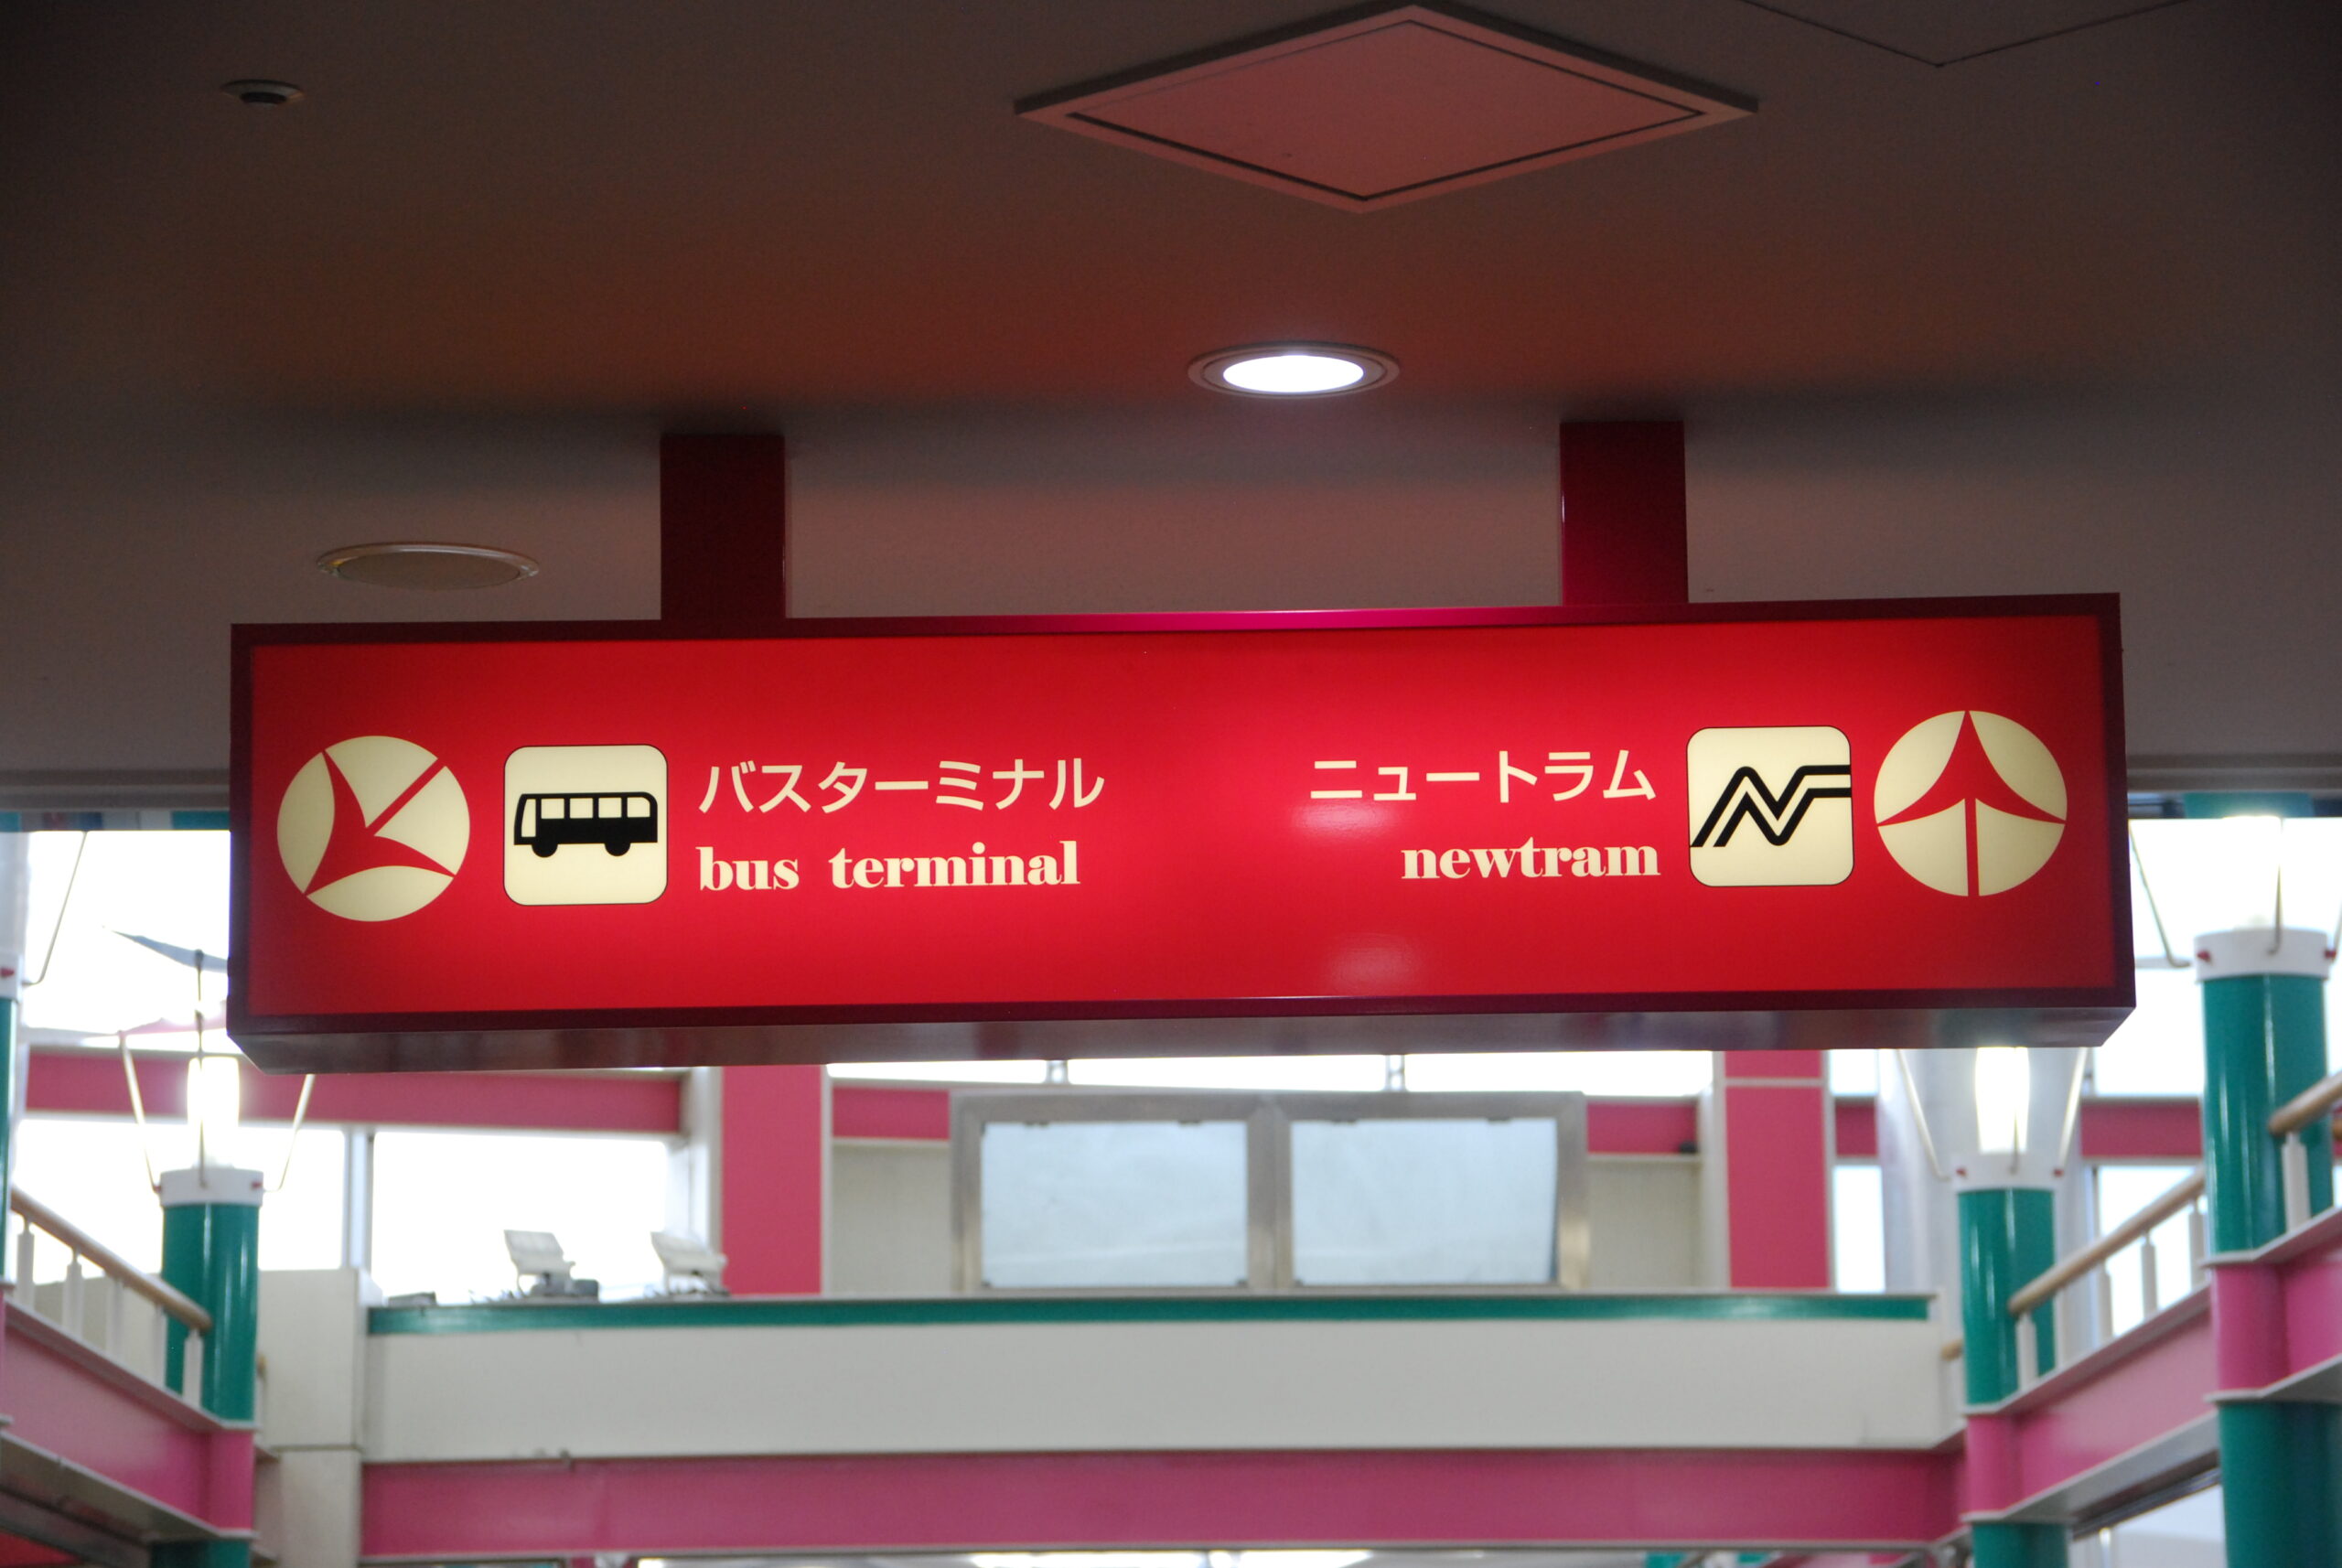 バスターミナル
bus terminal
ニュートラム
newtram